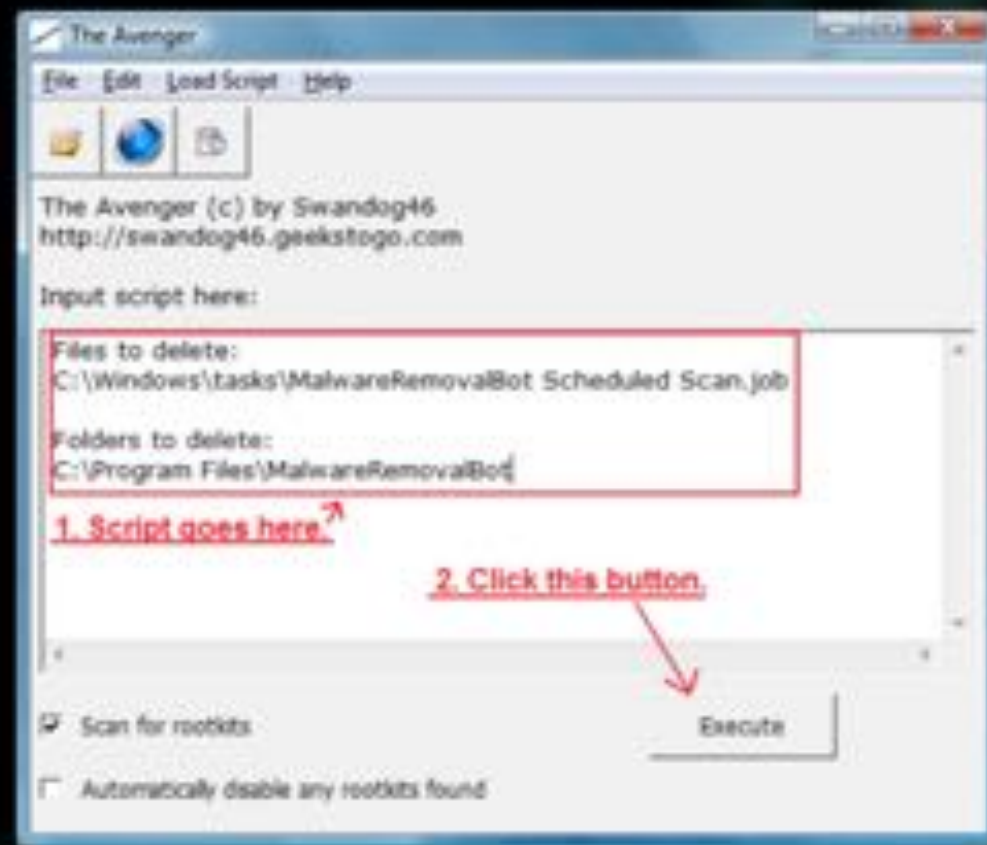 The Avenger
File Edit Load Script Help
The Avenger (c) by Swandog46
http://swandog46.geekstogo.com
Input script here:
Files to delete:
C:\Windows\tasks\MalwareRemovalBot Scheduled Scan.job
Folders to delete:
C:\Program Files\MalwareRemovalBot
1. Script goes here.
2. Click this button.
Scan for rootkits
Execute
Automatically disable any rootkits found